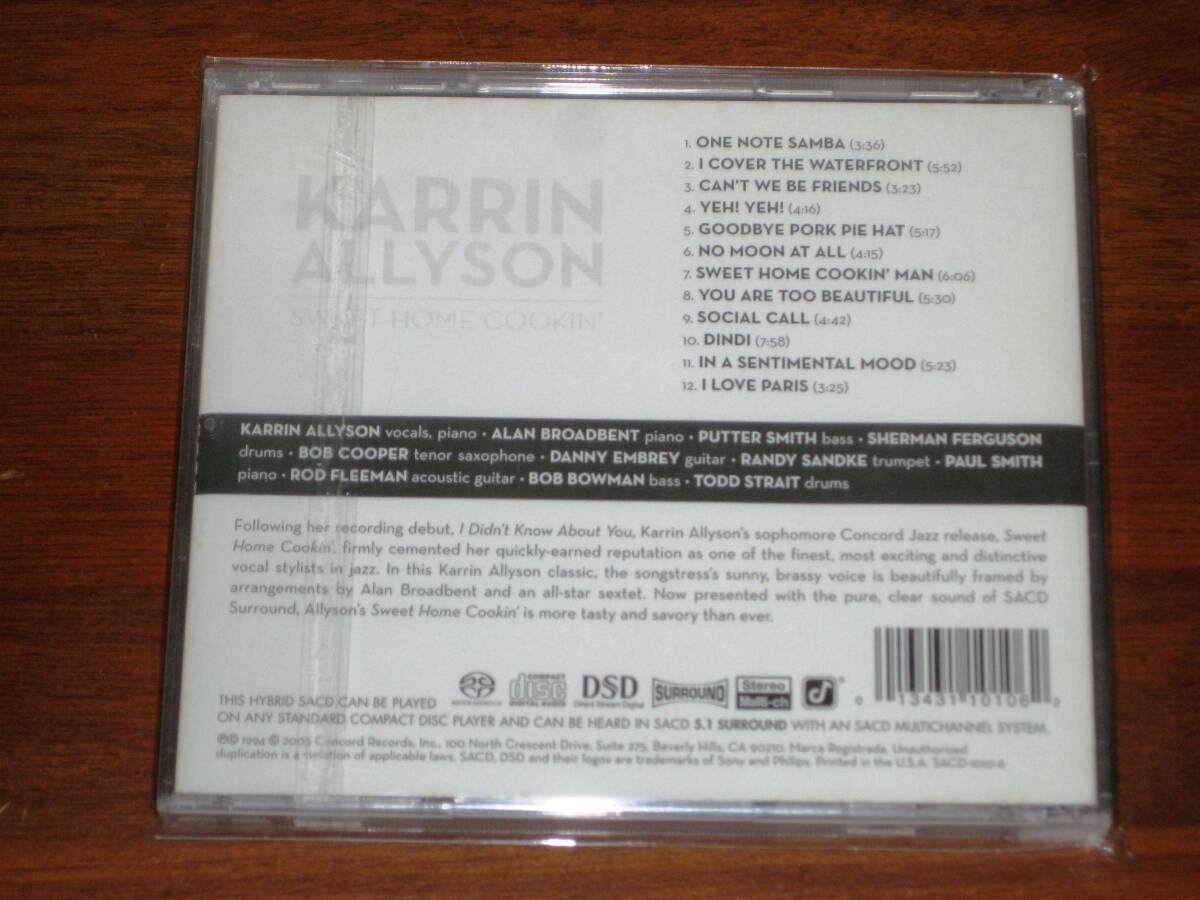 KARRIN
ALLYSON
SWEET HOME COOKIN'
1. ONE NOTE SAMBA (3:36)
2. I COVER THE WATERFRONT (5:52)
3. CAN'T WE BE FRIENDS (3:23)
4. YEH! YEH! (4:16)
5. GOODBYE PORK PIE HAT (5:17)
6. NO MOON AT ALL (4:15)
7. SWEET HOME COOKIN' MAN (6:06)
8. YOU ARE TOO BEAUTIFUL (5:30)
9. SOCIAL CALL (4:42)
10. DINDI (7:58)
11. IN A SENTIMENTAL MOOD (5:23)
12. I LOVE PARIS (3:25)
KARRIN ALLYSON vocals, piano • ALAN BROADBENT piano • PUTTER SMITH bass • SHERMAN FERGUSON
drums • BOB COOPER tenor saxophone • DANNY EMBREY guitar • RANDY SANDKE trumpet • PAUL SMITH
piano • ROD FLEEMAN acoustic guitar • BOB BOWMAN bass • TODD STRAIT drums
Following her recording debut, I Didn't Know About You, Karrin Allyson's sophomore Concord Jazz release, Sweet
Home Cookin', firmly cemented her quickly-earned reputation as one of the finest, most exciting and distinctive
vocal stylists in jazz. In this Karrin Allyson classic, the songstress's sunny, brassy voice is beautifully framed by
arrangements by Alan Broadbent and an all-star sextet. Now presented with the pure, clear sound of SACD
Surround, Allyson's Sweet Home Cookin' is more tasty and savory than ever.
THIS HYBRID SACD CAN BE PLAYED
SUPER AUDIO CD
COMPACT
disc
DIGITAL AUDIO
DSD
Direct Stream Digital
SURROUND
Stereo
Multi-ch
0 13431 10106 2
ON ANY STANDARD COMPACT DISC PLAYER AND CAN BE HEARD IN SACD 5.1 SURROUND WITH AN SACD MULTICHANNEL SYSTEM.
℗© 1994 © 2003 Concord Records, Inc., 100 North Crescent Drive, Suite 275, Beverly Hills, CA 90210. Marca Registrada. Unauthorized
duplication is a violation of applicable laws. SACD, DSD and their logos are trademarks of Sony and Philips. Printed in the U.S.A. SACD-1010-6